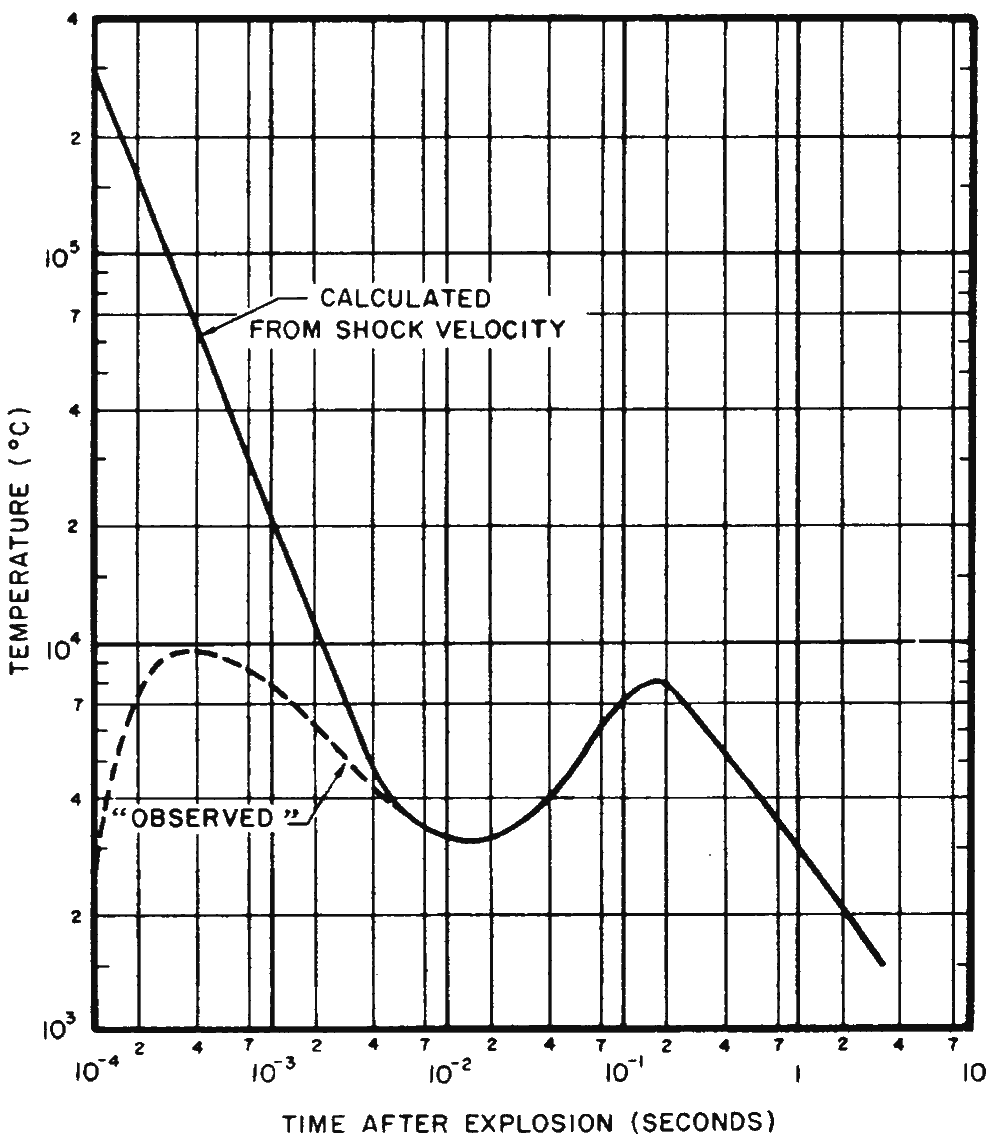 TEMPERATURE (°C)
4
2
10⁵
7
4
2
10⁴
7
4
2
10³
CALCULATED
FROM SHOCK VELOCITY
"OBSERVED"
2 4 7 2 4 7 2 4 7 2 4 7 2 4 7
10⁻⁴ 10⁻³ 10⁻² 10⁻¹ 1 10
TIME AFTER EXPLOSION (SECONDS)